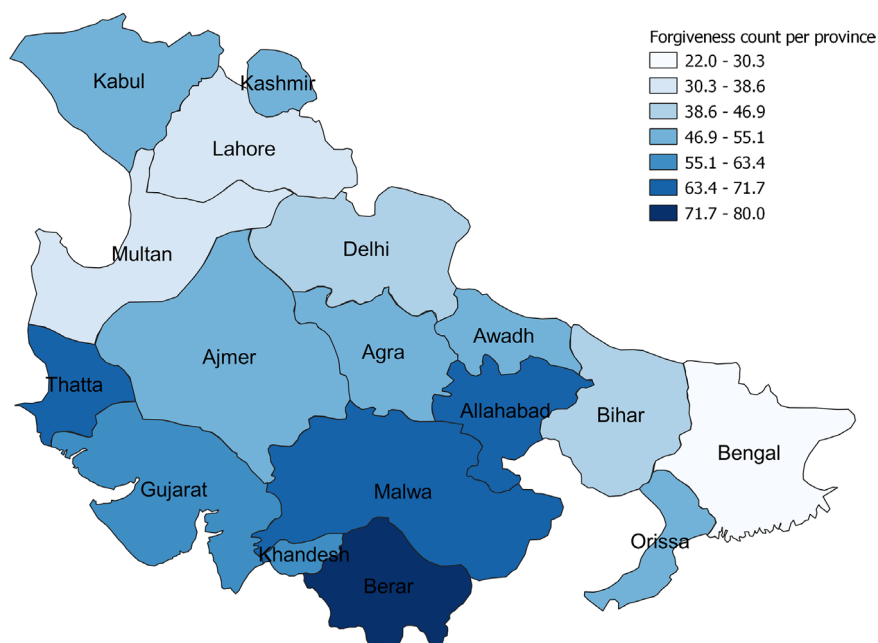 Forgiveness count per province
22.0 - 30.3
30.3 - 38.6
38.6 - 46.9
46.9 - 55.1
55.1 - 63.4
63.4 - 71.7
71.7 - 80.0
Kabul
Kashmir
Lahore
Multan
Delhi
Ajmer
Agra
Awadh
Thatta
Allahabad
Bihar
Bengal
Gujarat
Malwa
Orissa
Khandesh
Berar